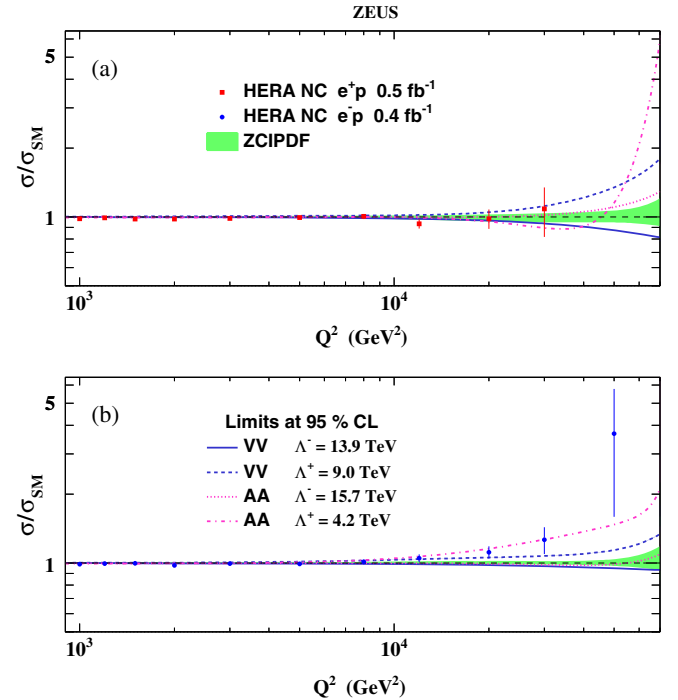 ZEUS
(a)
HERA NC e⁺p 0.5 fb⁻¹
HERA NC e⁻p 0.4 fb⁻¹
ZCIPDF
5
1
σ/σSM
10³ 10⁴
Q² (GeV²)
(b)
Limits at 95 % CL
VV Λ⁻ = 13.9 TeV
VV Λ⁺ = 9.0 TeV
AA Λ⁻ = 15.7 TeV
AA Λ⁺ = 4.2 TeV
5
1
σ/σSM
10³ 10⁴
Q² (GeV²)